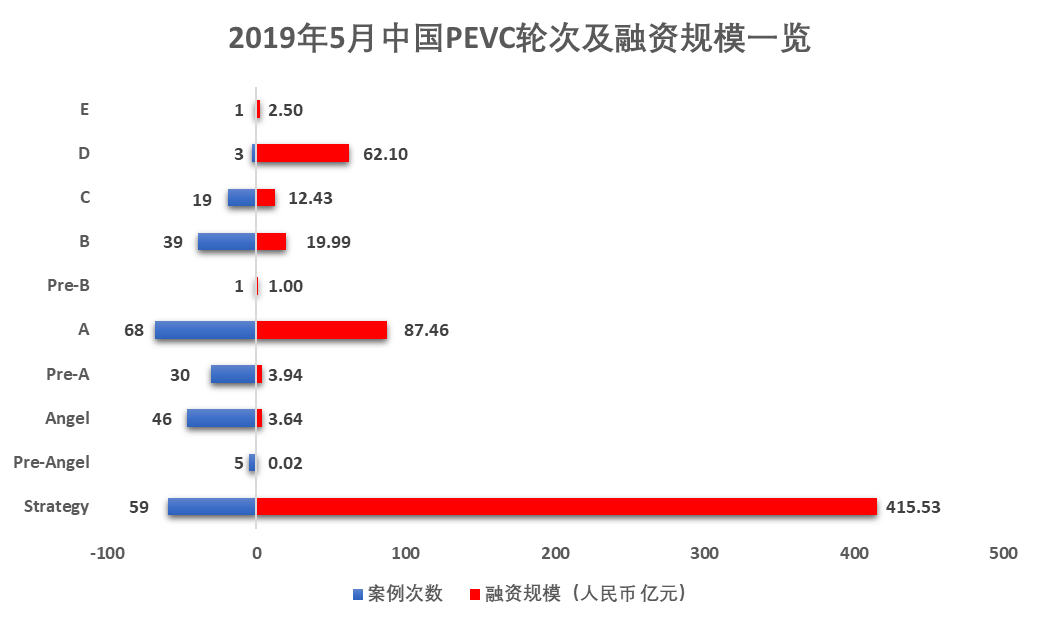 2019年5月中国PEVC轮次及融资规模一览
E 1 2.50
D 3 62.10
C 19 12.43
B 39 19.99
Pre-B 1 1.00
A 68 87.46
Pre-A 30 3.94
Angel 46 3.64
Pre-Angel 5 0.02
Strategy 59 415.53
-100 0 100 200 300 400 500
案例次数 融资规模（人民币 亿元）